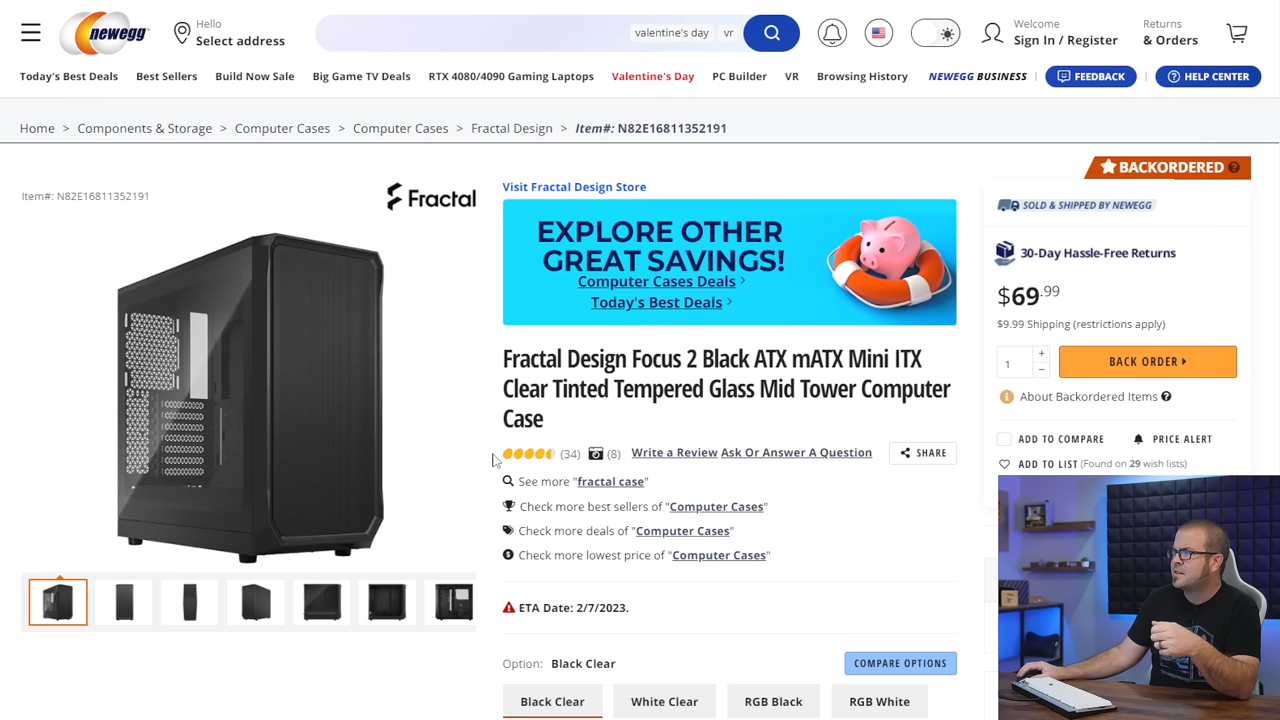 newegg
Hello
Select address
valentine's day
vr
Welcome
Sign In / Register
Returns
& Orders
Today's Best Deals
Best Sellers
Build Now Sale
Big Game TV Deals
RTX 4080/4090 Gaming Laptops
Valentine's Day
PC Builder
VR
Browsing History
NEWEGG BUSINESS
FEEDBACK
HELP CENTER
Home > Components & Storage > Computer Cases > Computer Cases > Fractal Design > Item#: N82E16811352191
BACKORDERED
Item#: N82E16811352191
Fractal
Visit Fractal Design Store
EXPLORE OTHER
GREAT SAVINGS!
Computer Cases Deals
Today's Best Deals
SOLD & SHIPPED BY NEWEGG
30-Day Hassle-Free Returns
$69.99
$9.99 Shipping (restrictions apply)
1
+
−
BACK ORDER
About Backordered Items
ADD TO COMPARE
PRICE ALERT
ADD TO LIST (Found on 29 wish lists)
Fractal Design Focus 2 Black ATX mATX Mini ITX
Clear Tinted Tempered Glass Mid Tower Computer
Case
(34)
(8)
Write a Review
Ask Or Answer A Question
SHARE
See more "fractal case"
Check more best sellers of "Computer Cases"
Check more deals of "Computer Cases"
Check more lowest price of "Computer Cases"
ETA Date: 2/7/2023.
Option: Black Clear
COMPARE OPTIONS
Black Clear
White Clear
RGB Black
RGB White